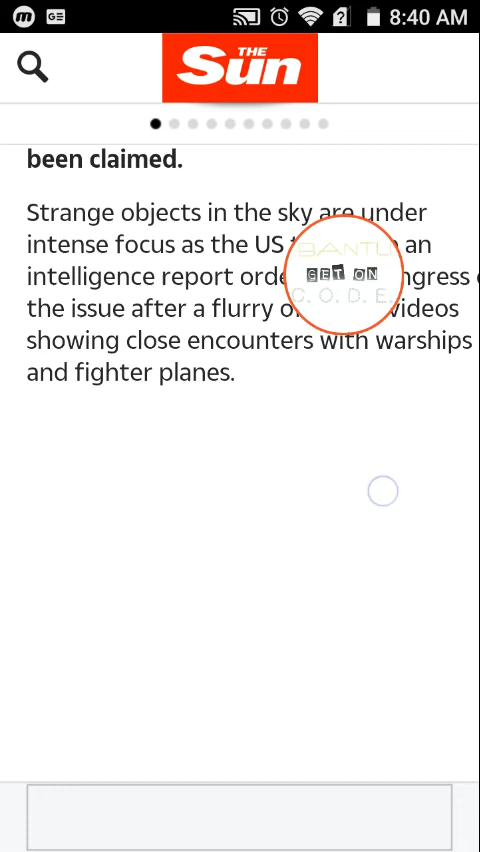 m GE 8:40 AM
THE
Sun
been claimed.
Strange objects in the sky are under
intense focus as the US an
intelligence report ngress
the issue after a flurry videos
showing close encounters with warships
and fighter planes.
BANTU
GET ON
C. O. D. E.